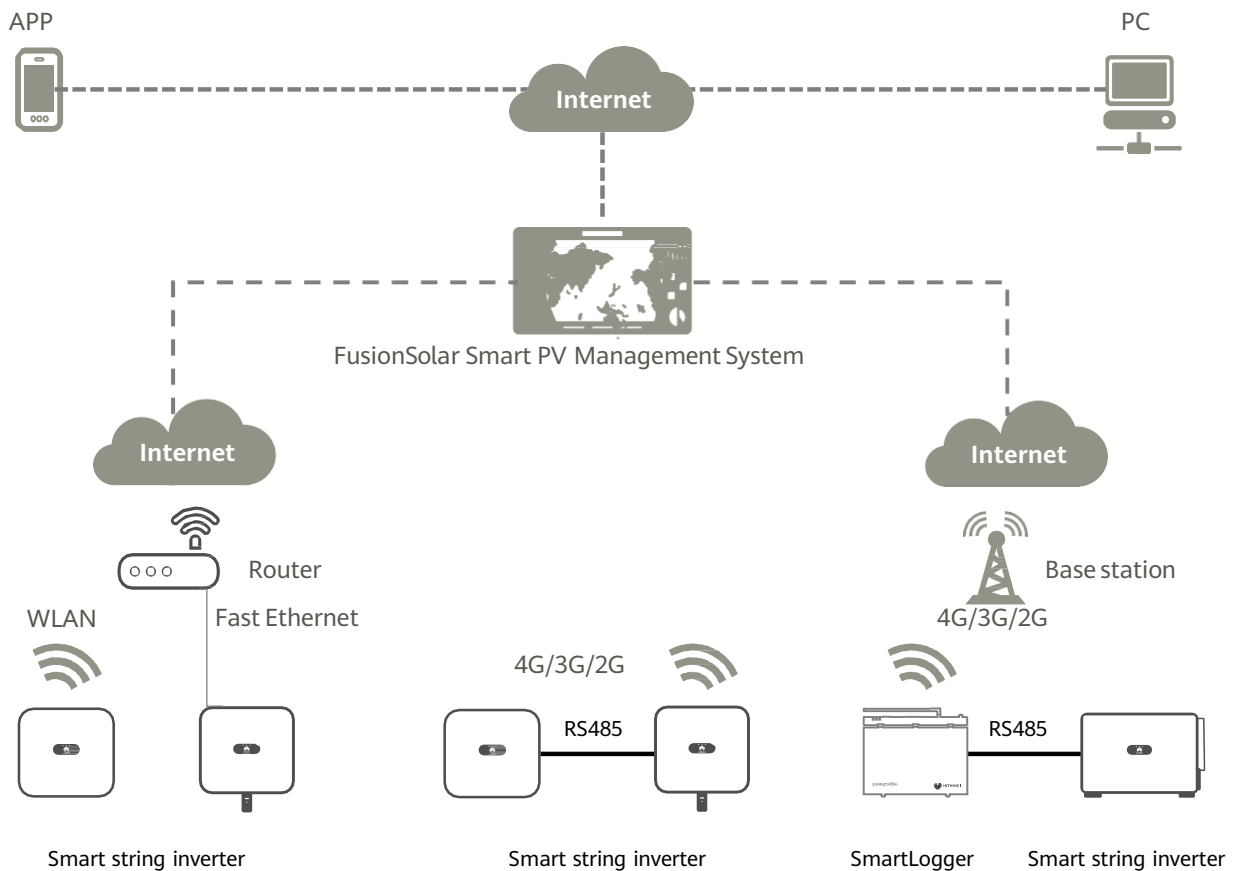 APP
PC
Internet
FusionSolar Smart PV Management System
Internet
Internet
Router
Base station
WLAN
Fast Ethernet
4G/3G/2G
4G/3G/2G
RS485
RS485
Smart string inverter
Smart string inverter
SmartLogger
Smart string inverter